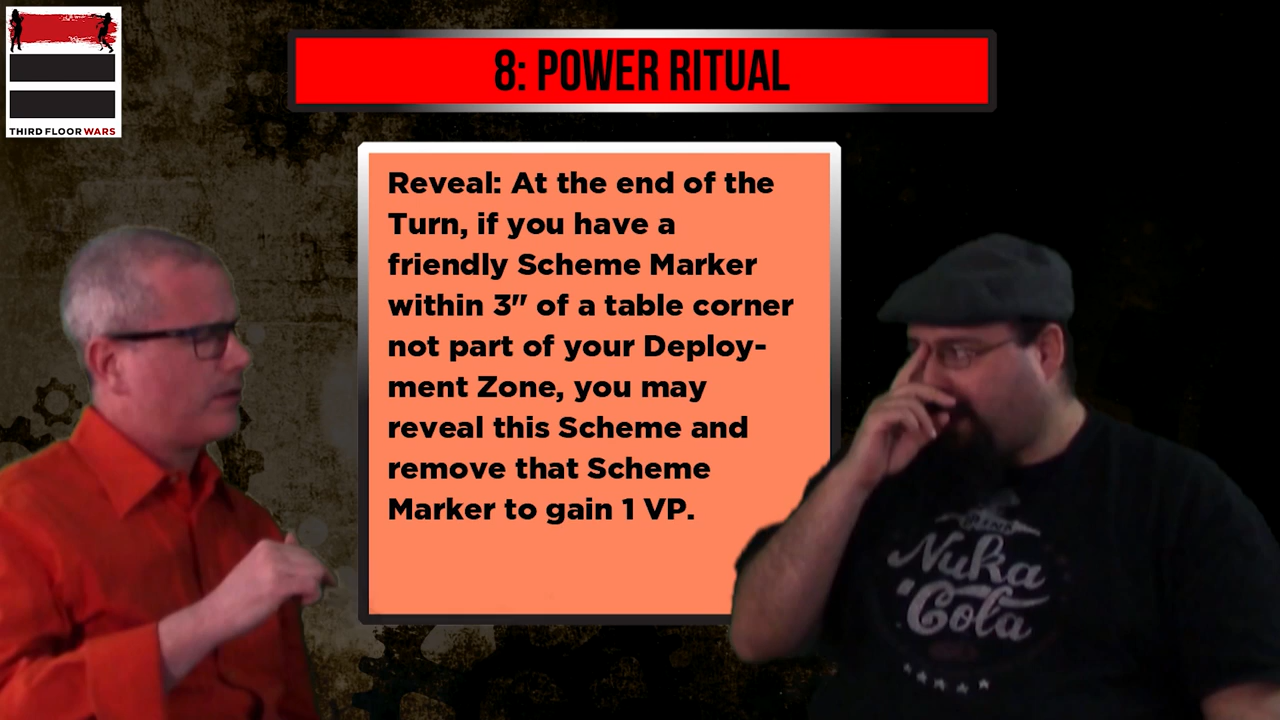 8: POWER RITUAL
THIRD FLOOR WARS
Reveal: At the end of the
Turn, if you have a
friendly Scheme Marker
within 3" of a table corner
not part of your Deploy-
ment Zone, you may
reveal this Scheme and
remove that Scheme
Marker to gain 1 VP.
Nuka
Cola